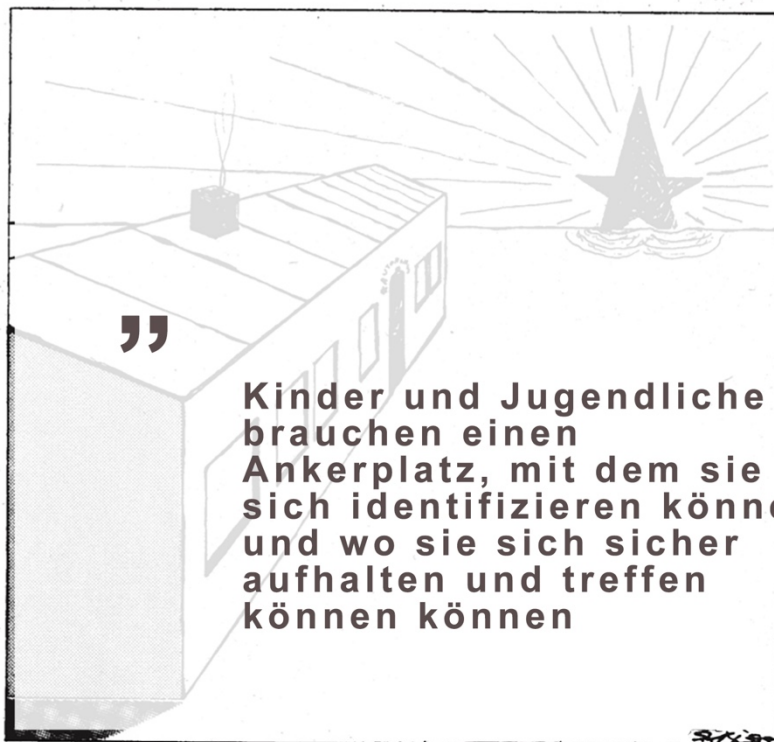 ”
Kinder und Jugendliche
brauchen einen
Ankerplatz, mit dem sie
sich identifizieren könne
und wo sie sich sicher
aufhalten und treffen
können können